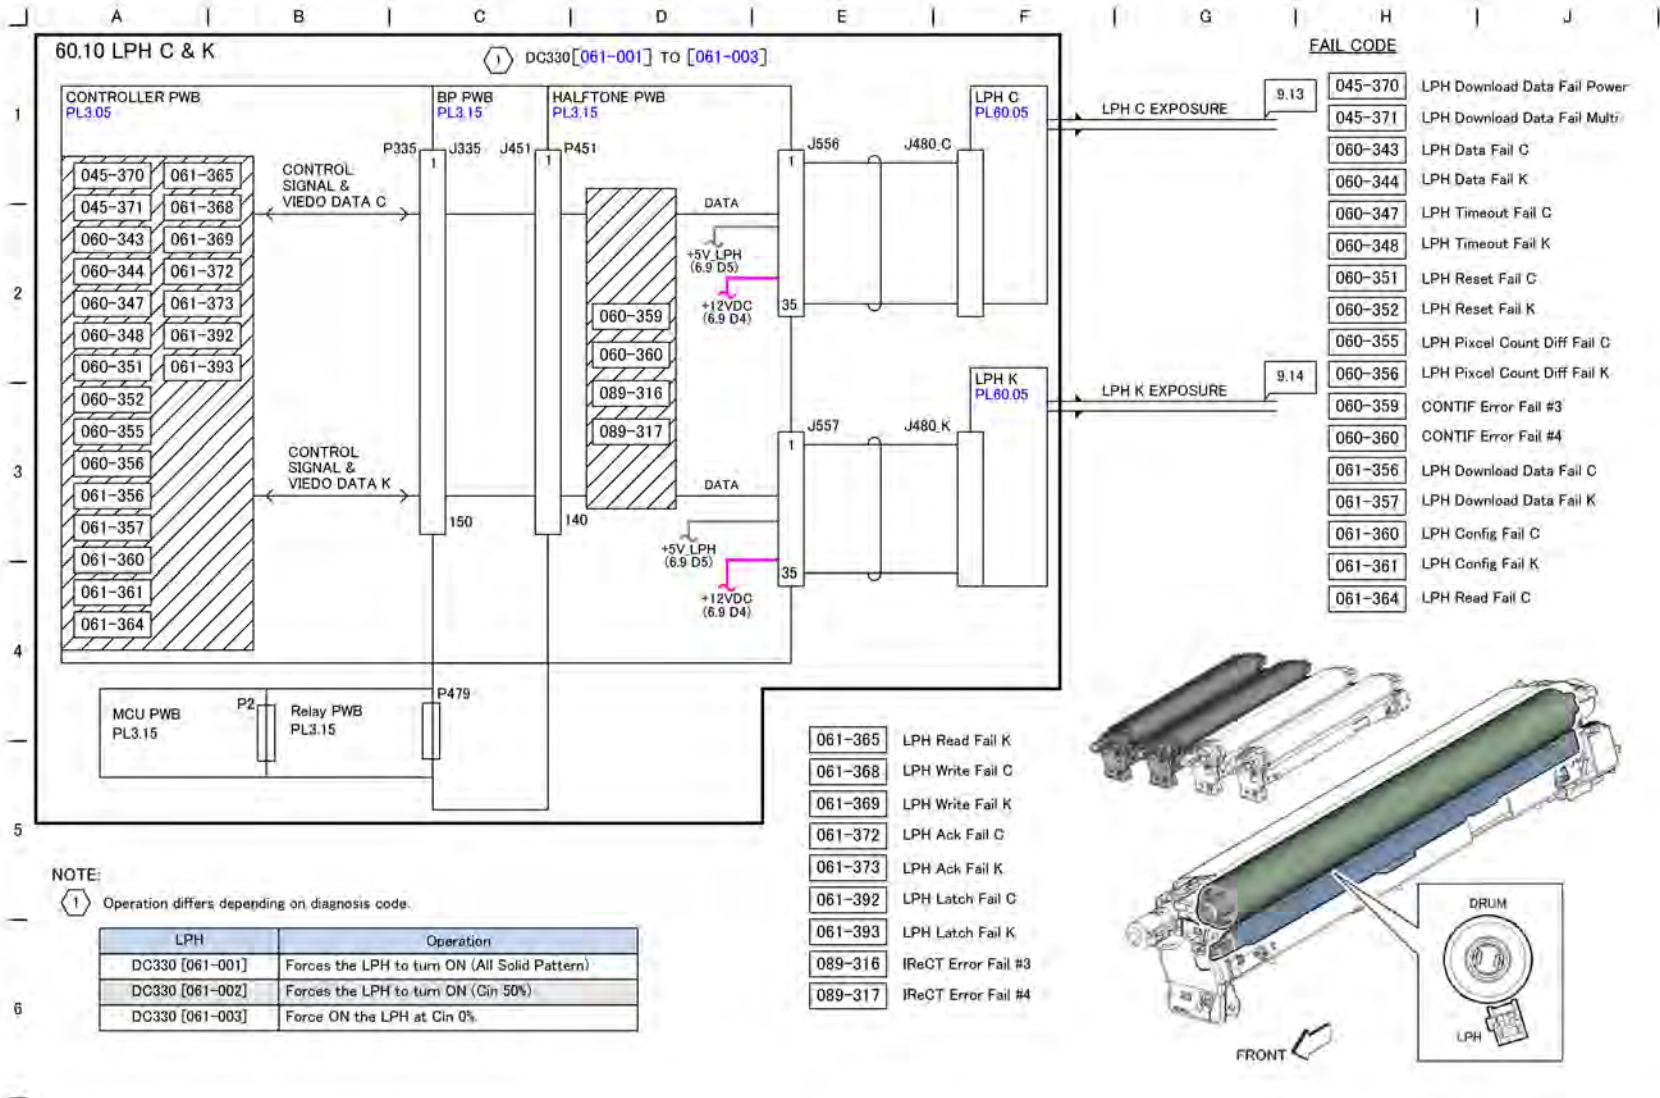 A B C D E F G H J
60.10 LPH C & K
1 DC330[061-001] TO [061-003]
FAIL CODE
CONTROLLER PWB
PL3.05
BP PWB
PL3.15
HALFTONE PWB
PL3.15
LPH C
PL60.05
LPH C EXPOSURE
9.13
1
P335
J335
J451
P451
J556
J480_C
1
1
1
045-370 061-365
045-371 061-368
060-343 061-369
060-344 061-372
060-347 061-373
060-348 061-392
060-351 061-393
060-352
060-355
060-356
061-356
061-357
061-360
061-361
061-364
CONTROL
SIGNAL &
VIEDO DATA C
DATA
+5V_LPH
(6.9 D5)
+12VDC
(6.9 D4)
35
2
060-359
060-360
089-316
089-317
LPH K
PL60.05
LPH K EXPOSURE
9.14
J557
J480_K
1
CONTROL
SIGNAL &
VIEDO DATA K
DATA
3
150
140
+5V_LPH
(6.9 D5)
+12VDC
(6.9 D4)
35
4
MCU PWB
PL3.15
P2
Relay PWB
PL3.15
P479
5
045-370 LPH Download Data Fail Power
045-371 LPH Download Data Fail Multi
060-343 LPH Data Fail C
060-344 LPH Data Fail K
060-347 LPH Timeout Fail C
060-348 LPH Timeout Fail K
060-351 LPH Reset Fail C
060-352 LPH Reset Fail K
060-355 LPH Pixcel Count Diff Fail C
060-356 LPH Pixcel Count Diff Fail K
060-359 CONTIF Error Fail #3
060-360 CONTIF Error Fail #4
061-356 LPH Download Data Fail C
061-357 LPH Download Data Fail K
061-360 LPH Config Fail C
061-361 LPH Config Fail K
061-364 LPH Read Fail C
061-365 LPH Read Fail K
061-368 LPH Write Fail C
061-369 LPH Write Fail K
061-372 LPH Ack Fail C
061-373 LPH Ack Fail K
061-392 LPH Latch Fail C
061-393 LPH Latch Fail K
089-316 IReCT Error Fail #3
089-317 IReCT Error Fail #4
NOTE:
1 Operation differs depending on diagnosis code.
LPH Operation
DC330 [061-001] Forces the LPH to turn ON (All Solid Pattern)
DC330 [061-002] Forces the LPH to turn ON (Cin 50%)
DC330 [061-003] Force ON the LPH at Cin 0%
6
DRUM
LPH
FRONT